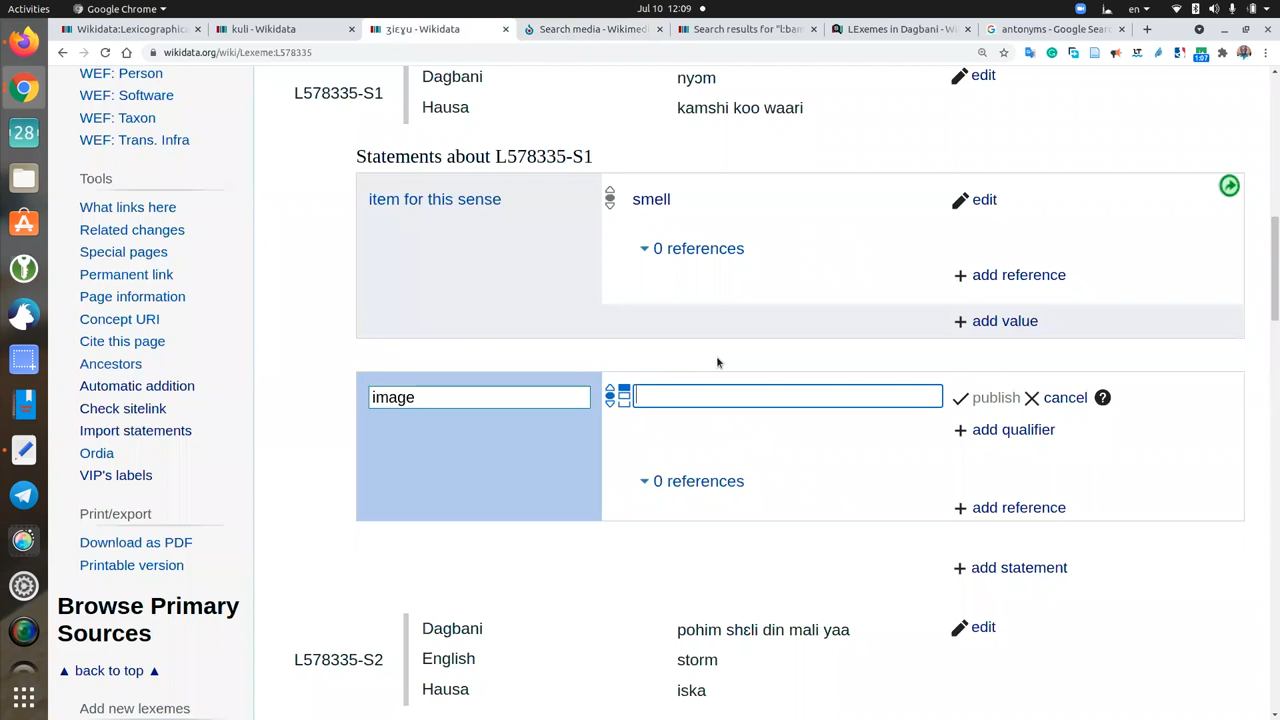 Activities
Google Chrome
Jul 10 12:09
en
Wikidata:Lexicographica
kuli - Wikidata
ʒiɛɣu - Wikidata
Search media - Wikimedi
Search results for "l:bam
LExemes in Dagbani - W
antonyms - Google Searc
wikidata.org/wiki/Lexeme:L578335
1:07
28
WEF: Person
WEF: Software
WEF: Taxon
WEF: Trans. Infra
Tools
What links here
Related changes
Special pages
Permanent link
Page information
Concept URI
Cite this page
Ancestors
Automatic addition
Check sitelink
Import statements
Ordia
VIP's labels
Print/export
Download as PDF
Printable version
Browse Primary
Sources
▲ back to top ▲
Add new lexemes
L578335-S1
Dagbani nyɔm
edit
Hausa kamshi koo waari
Statements about L578335-S1
item for this sense
smell
edit
0 references
+ add reference
+ add value
image
publish
cancel
?
+ add qualifier
0 references
+ add reference
+ add statement
L578335-S2
Dagbani pohim shɛli din mali yaa
edit
English storm
Hausa iska